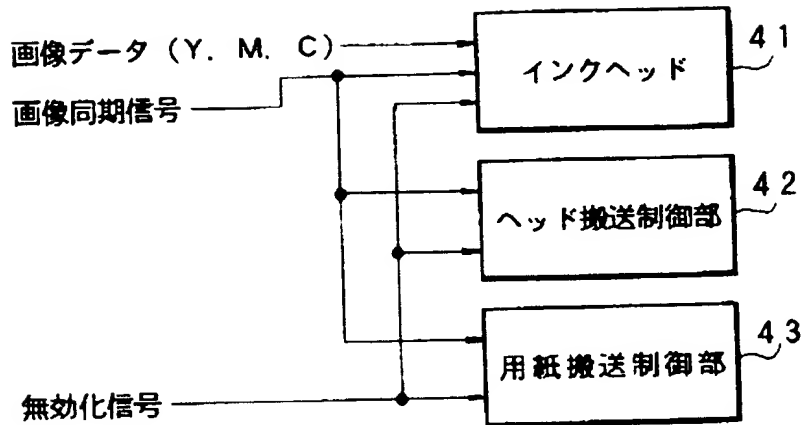 画像データ（Y．M．C）
画像同期信号
無効化信号
インクヘッド
41
ヘッド搬送制御部
42
用紙搬送制御部
43